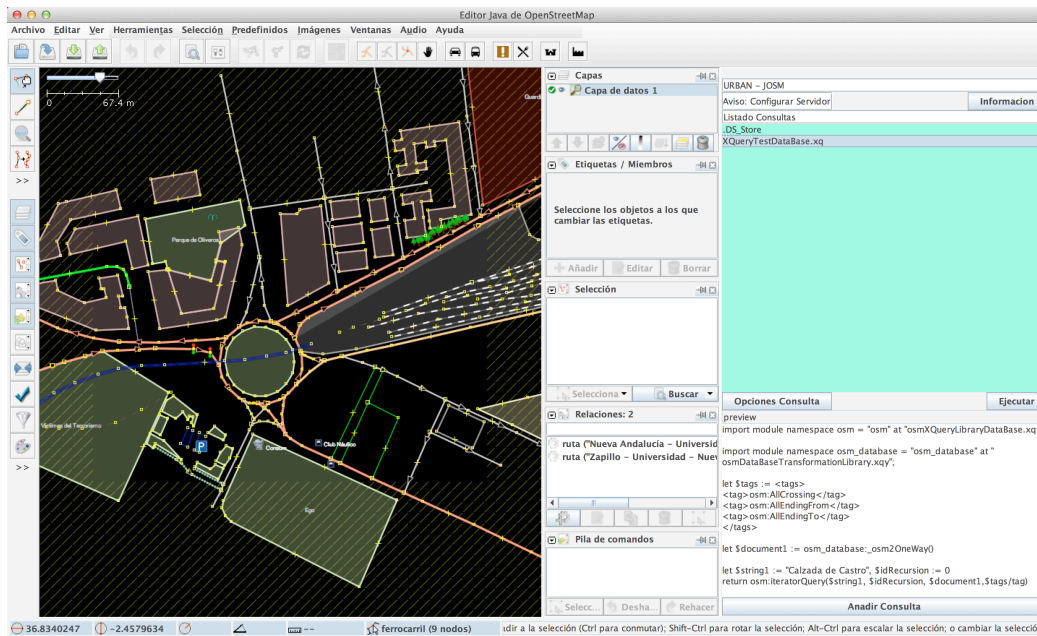 Editor Java de OpenStreetMap
Archivo Editar Ver Herramientas Selección Predefinidos Imágenes Ventanas Audio Ayuda
0 67.4 m
>>
>>
Parque de Oliveros
Club Náutico
Ego
P
Capas
Capa de datos 1
Etiquetas / Miembros
Seleccione los objetos a los que
cambiar las etiquetas.
Añadir Editar Borrar
Selección
Selecciona Buscar
Relaciones: 2
ruta ("Nueva Andalucía – Universid
ruta ("Zapillo – Universidad – Nuev
Pila de comandos
Selecc... Desha... Rehacer
URBAN – JOSM
Aviso: Configurar Servidor Informacion
Listado Consultas
.DS_Store
XQueryTestDataBase.xq
Opciones Consulta Ejecutar
preview
import module namespace osm = "osm" at "osmXQueryLibraryDataBase.xq
import module namespace osm_database = "osm_database" at "
osmDataBaseTransformationLibrary.xqy";
let $tags := <tags>
<tag>osm:AllCrossing</tag>
<tag>osm:AllEndingFrom</tag>
<tag>osm:AllEndingTo</tag>
</tags>
let $document1 := osm_database:_osm2OneWay()
let $string1 := "Calzada de Castro", $idRecursion := 0
return osm:iteratorQuery($string1, $idRecursion, $document1,$tags/tag)
Anadir Consulta
36.8340247 -2.4579634 -- ferrocarril (9 nodos) dir a la selección (Ctrl para conmutar); Shift-Ctrl para rotar la selección; Alt-Ctrl para escalar la selección; o cambiar la selecció